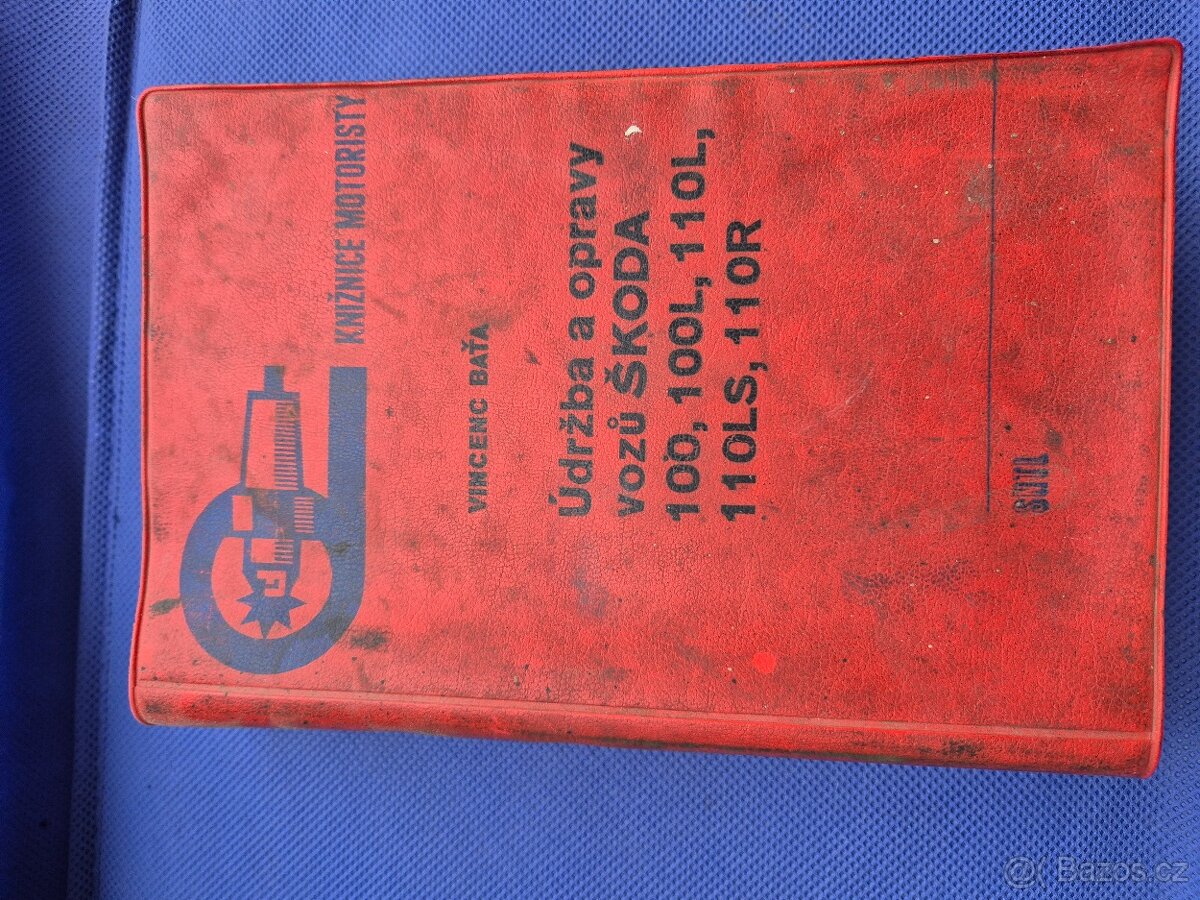 KNIŽNICE MOTORISTY
VINCENC BAŤA
Údržba a opravy
vozů ŠKODA
100, 100L, 110L,
110LS, 110R
SNTL
@( Bazos.cz